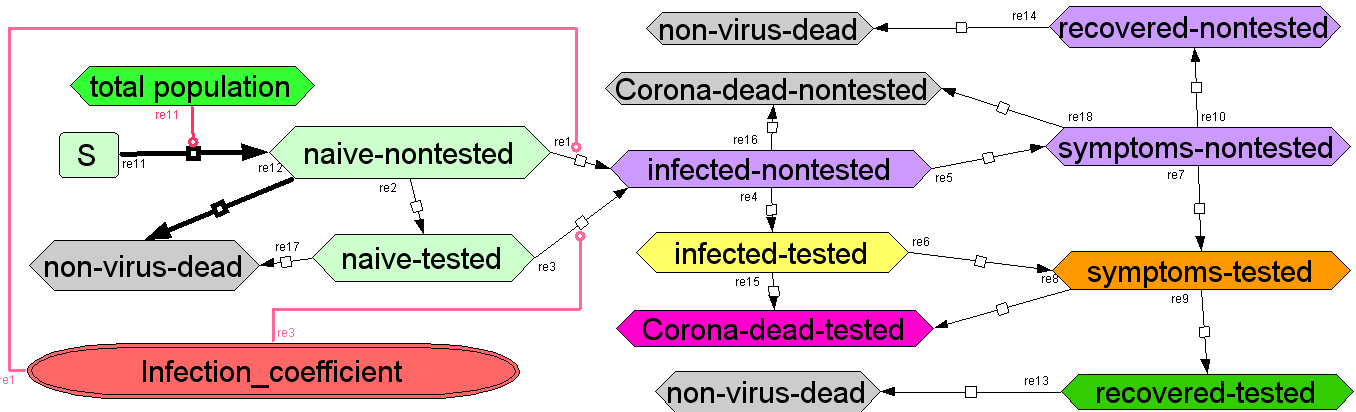 re14
recovered-nontested
non-virus-dead
total population
Corona-dead-nontested
re11
re18
re10
S
re11
re12
naive-nontested
re1
re16
symptoms-nontested
infected-nontested
re5
re7
re2
re4
re17
naive-tested
re3
non-virus-dead
infected-tested
re6
re8
symptoms-tested
re15
re9
Corona-dead-tested
re3
Infection_coefficient
re1
re13
non-virus-dead
recovered-tested